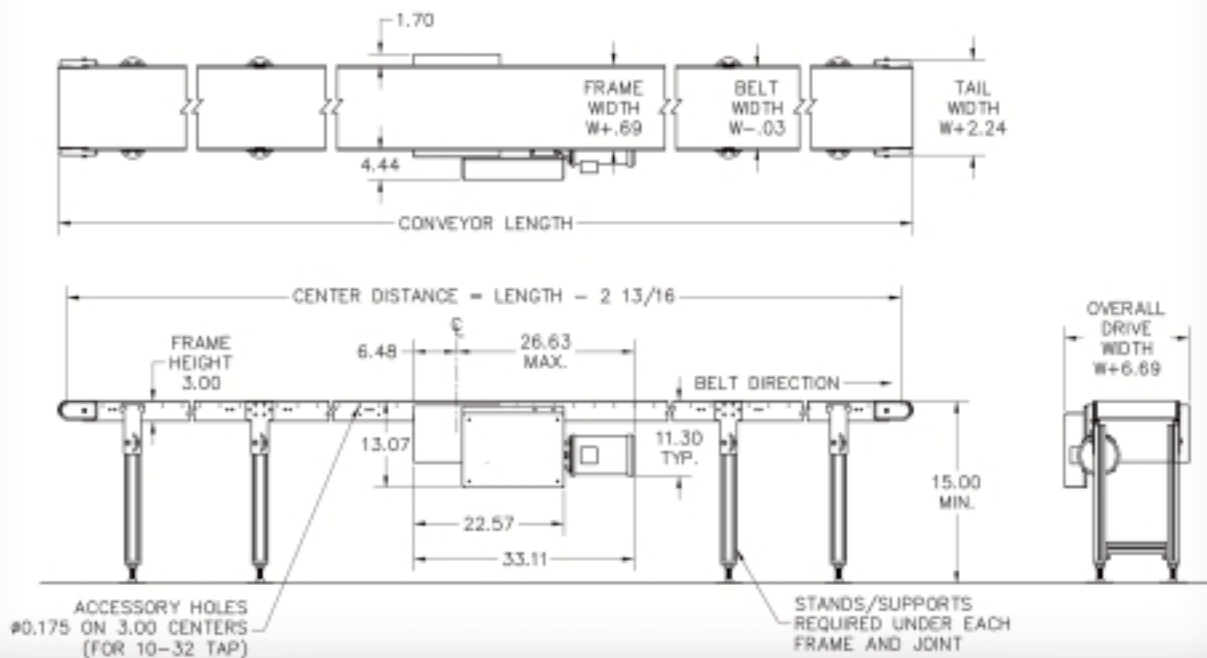 1.70
FRAME
WIDTH
W+.69
BELT
WIDTH
W-.03
TAIL
WIDTH
W+2.24
4.44
CONVEYOR LENGTH
CENTER DISTANCE = LENGTH - 2 13/16
FRAME
HEIGHT
3.00
6.48
℄
26.63
MAX.
BELT DIRECTION
OVERALL
DRIVE
WIDTH
W+6.69
13.07
11.30
TYP.
15.00
MIN.
22.57
33.11
ACCESSORY HOLES
ø0.175 ON 3.00 CENTERS
(FOR 10-32 TAP)
STANDS/SUPPORTS
REQUIRED UNDER EACH
FRAME AND JOINT